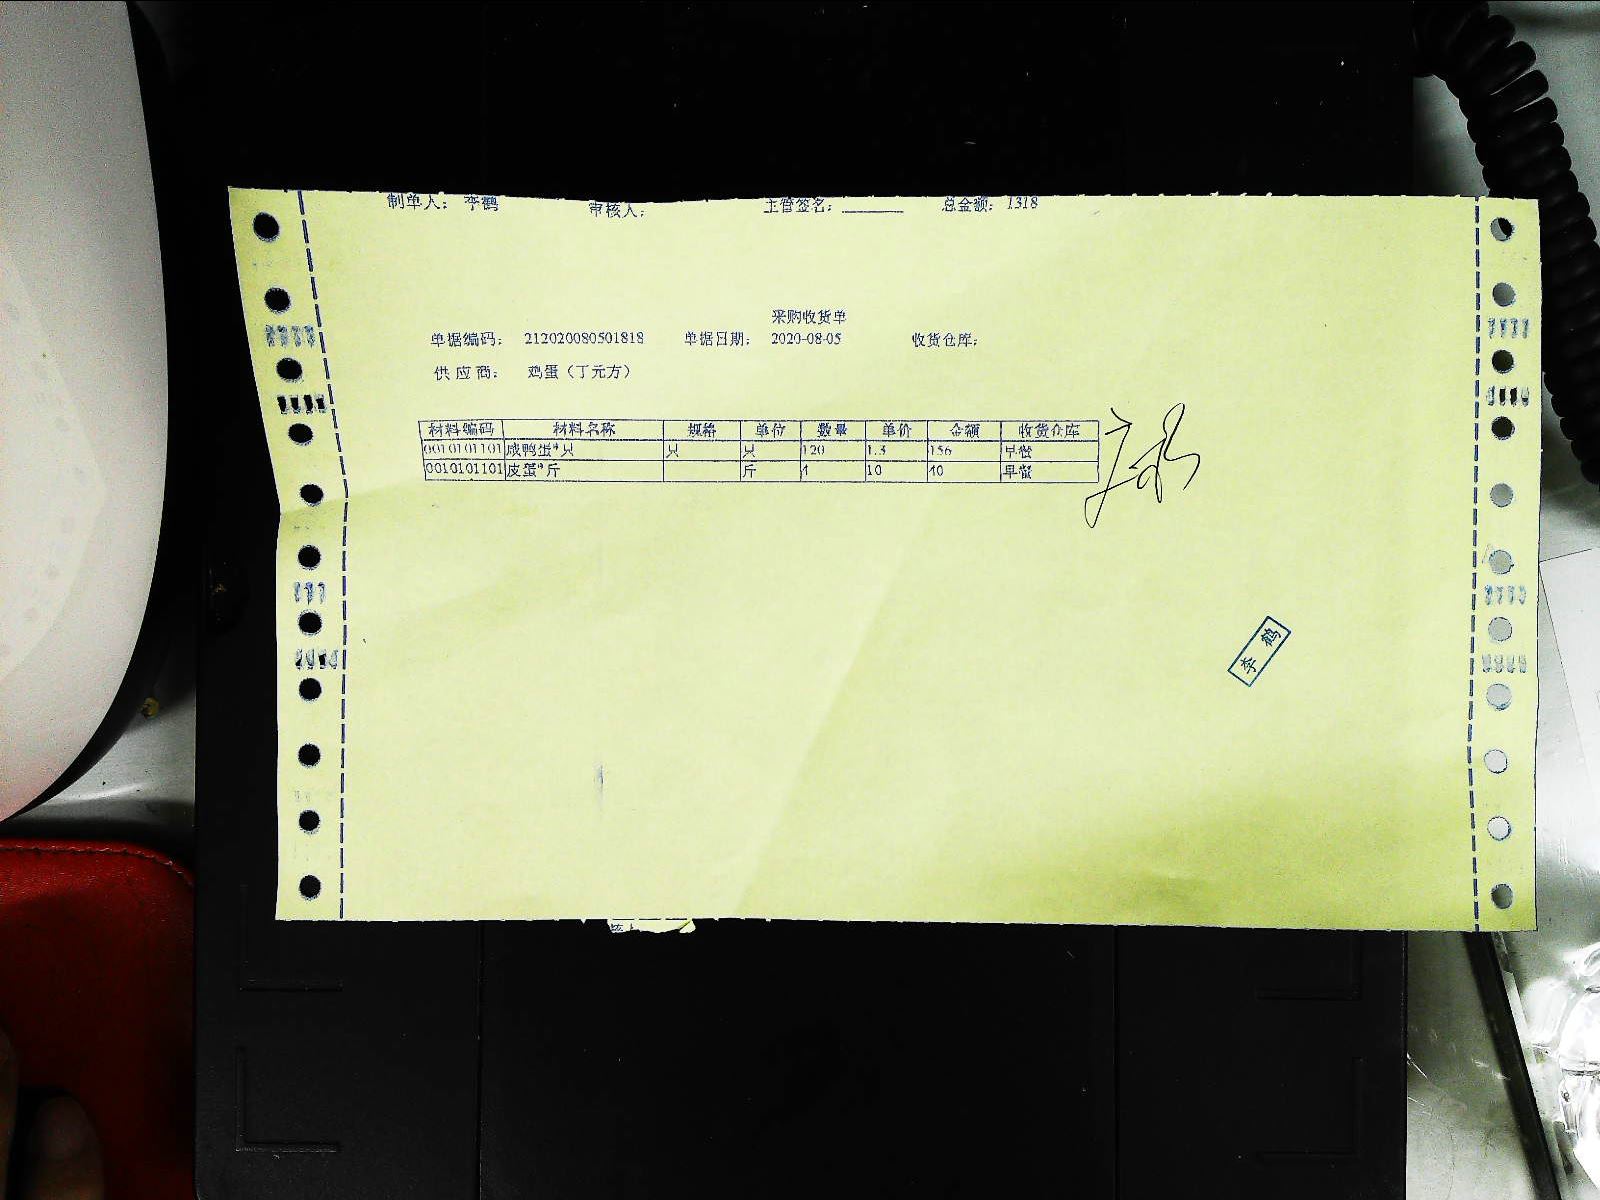 制单人： 李鹤 审核人： 主管签名： 总金额： 1318
采购收货单
单据编码： 212020080501818 单据日期： 2020-08-05 收货仓库：
供 应 商： 鸡蛋（丁元方）
材料编码 材料名称 规格 单位 数量 单价 金额 收货仓库
0010101101 咸鸭蛋*只 只 只 120 1.3 156 早餐
0010101101 皮蛋*斤 斤 10 早餐
李鹤